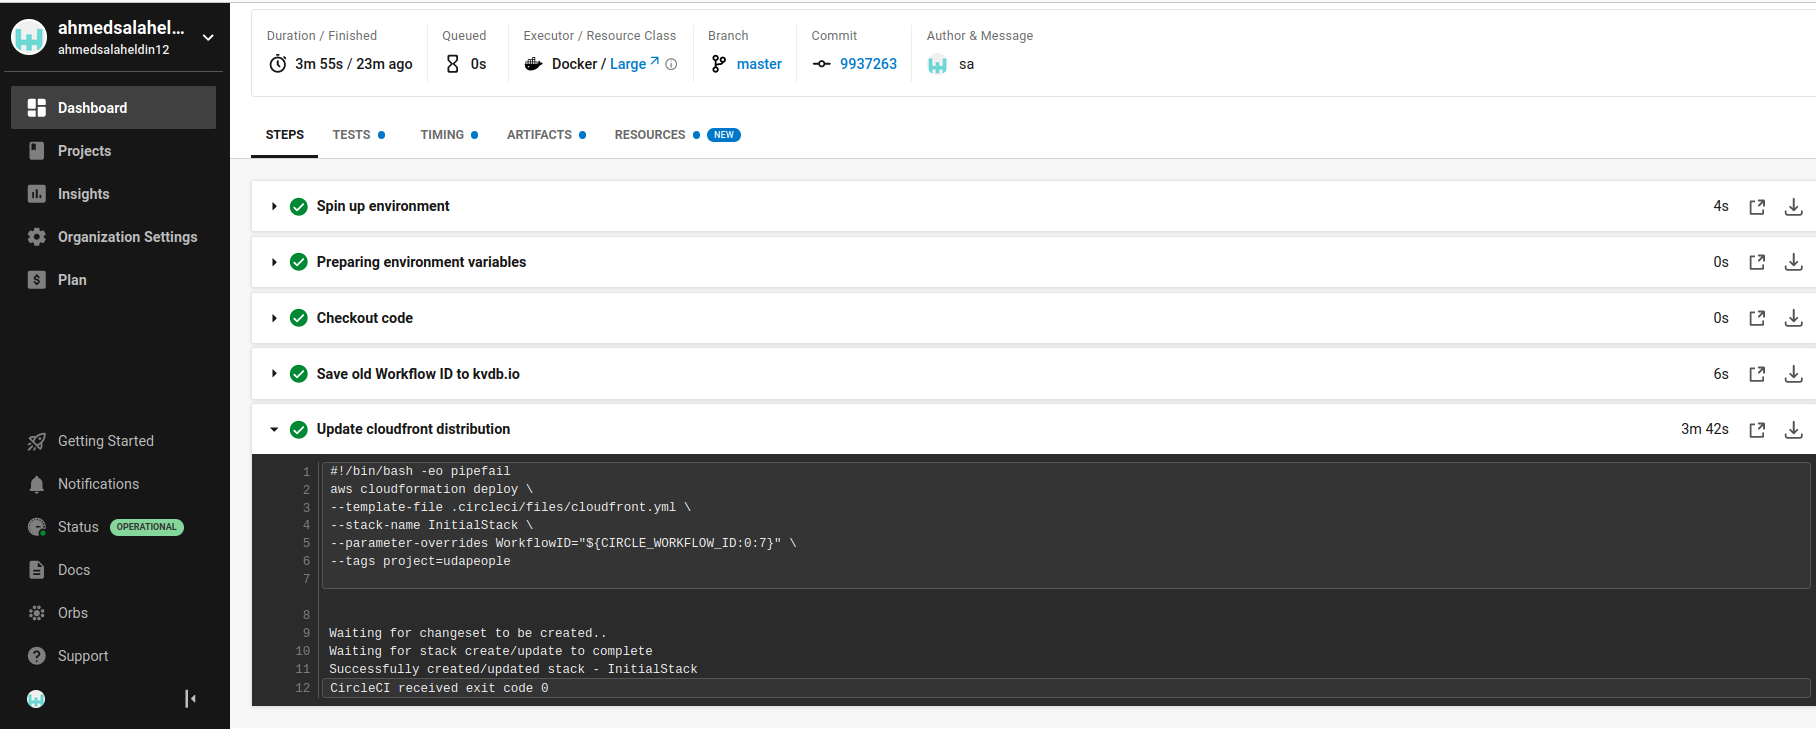 ahmedsalahel...
ahmedsalaheldin12
Dashboard
Projects
Insights
Organization Settings
Plan
Getting Started
Notifications
Status OPERATIONAL
Docs
Orbs
Support
Duration / Finished
3m 55s / 23m ago
Queued
0s
Executor / Resource Class
Docker / Large
Branch
master
Commit
9937263
Author & Message
sa
STEPS TESTS TIMING ARTIFACTS RESOURCES NEW
Spin up environment 4s
Preparing environment variables 0s
Checkout code 0s
Save old Workflow ID to kvdb.io 6s
Update cloudfront distribution 3m 42s
1 #!/bin/bash -eo pipefail
2 aws cloudformation deploy \
3 --template-file .circleci/files/cloudfront.yml \
4 --stack-name InitialStack \
5 --parameter-overrides WorkflowID="${CIRCLE_WORKFLOW_ID:0:7}" \
6 --tags project=udapeople
7
8
9 Waiting for changeset to be created..
10 Waiting for stack create/update to complete
11 Successfully created/updated stack - InitialStack
12 CircleCI received exit code 0